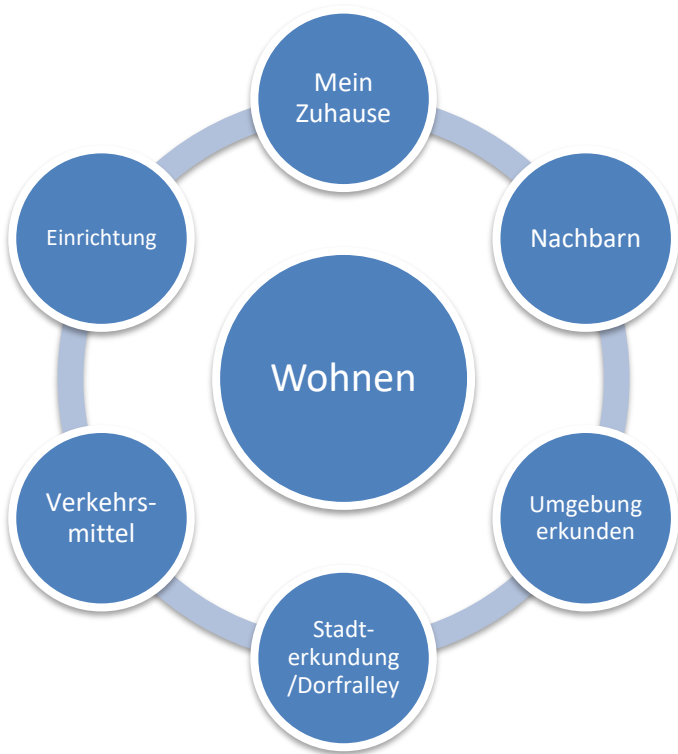 Mein
Zuhause
Nachbarn
Umgebung
erkunden
Stadt-
erkundung
/Dorfralley
Verkehrs-
mittel
Einrichtung
Wohnen